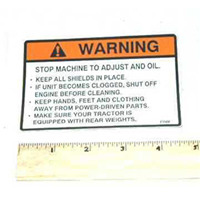 WARNING
STOP MACHINE TO ADJUST AND OIL.
• KEEP ALL SHIELDS IN PLACE.
• IF UNIT BECOMES CLOGGED, SHUT OFF
ENGINE BEFORE CLEANING.
• KEEP HANDS, FEET AND CLOTHING
AWAY FROM POWER-DRIVEN PARTS.
• MAKE SURE YOUR TRACTOR IS
EQUIPPED WITH REAR WEIGHTS.
1 2 3 4 5